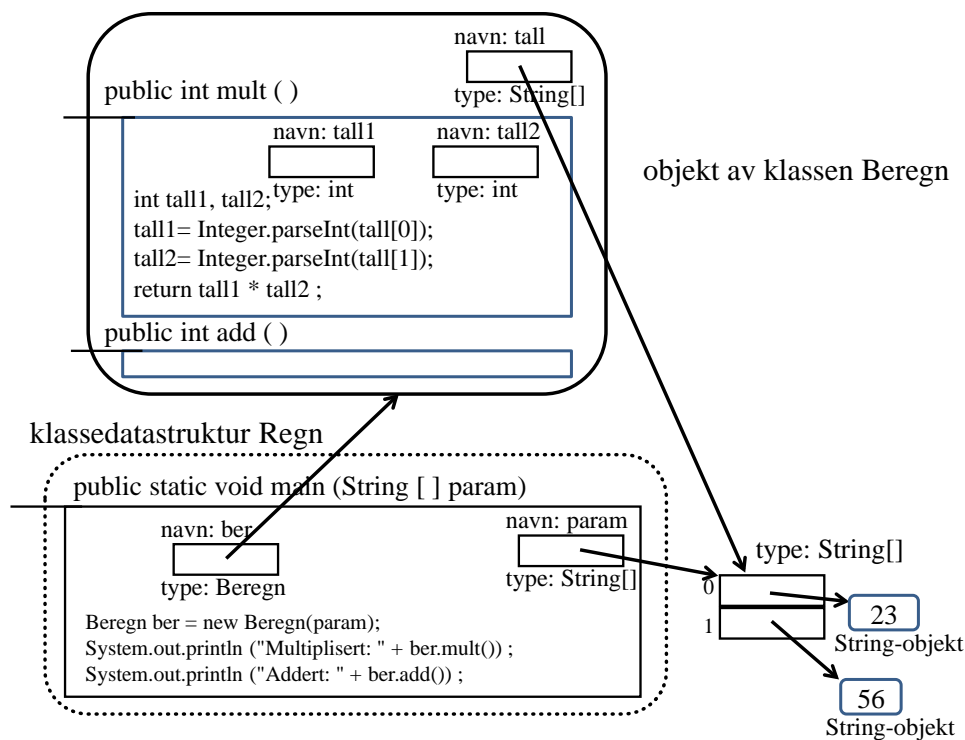 navn: tall
type: String[]
public int mult ( )
navn: tall1
navn: tall2
type: int
type: int
int tall1, tall2;
tall1= Integer.parseInt(tall[0]);
tall2= Integer.parseInt(tall[1]);
return tall1 * tall2 ;
public int add ( )
objekt av klassen Beregn
klassedatastruktur Regn
public static void main (String [ ] param)
navn: ber
type: Beregn
navn: param
type: String[]
Beregn ber = new Beregn(param);
System.out.println ("Multiplisert: " + ber.mult()) ;
System.out.println ("Addert: " + ber.add()) ;
type: String[]
0
1
23
String-objekt
56
String-objekt